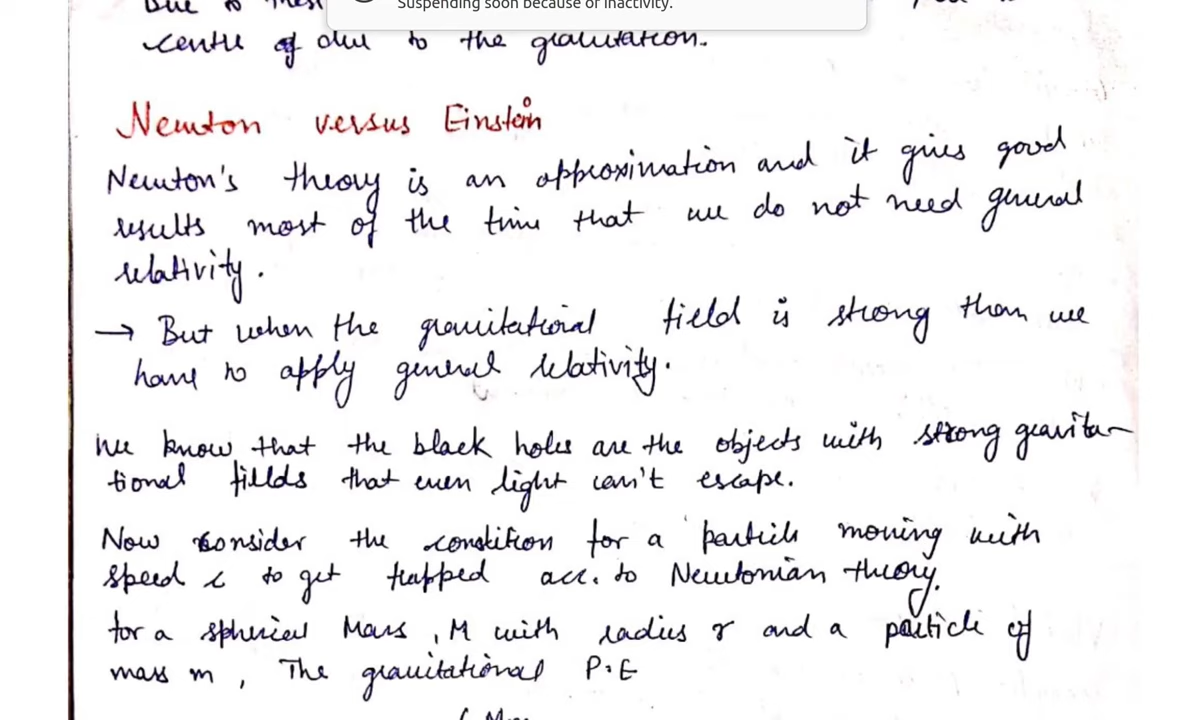 Suspending soon because of inactivity.
Due to
centre of due to the gravitation.
Newton versus Einstein
Newton's theory is an approximation and it gives good
results most of the time that we do not need general
relativity.
→ But when the gravitational field is strong then we
have to apply general relativity.
We know that the black holes are the objects with strong gravita-
tional fields that even light can't escape.
Now consider the condition for a particle moving with
speed c to get trapped acc. to Newtonian theory.
for a spherical Mass, M with radius r and a particle of
mass m, The gravitational P.E